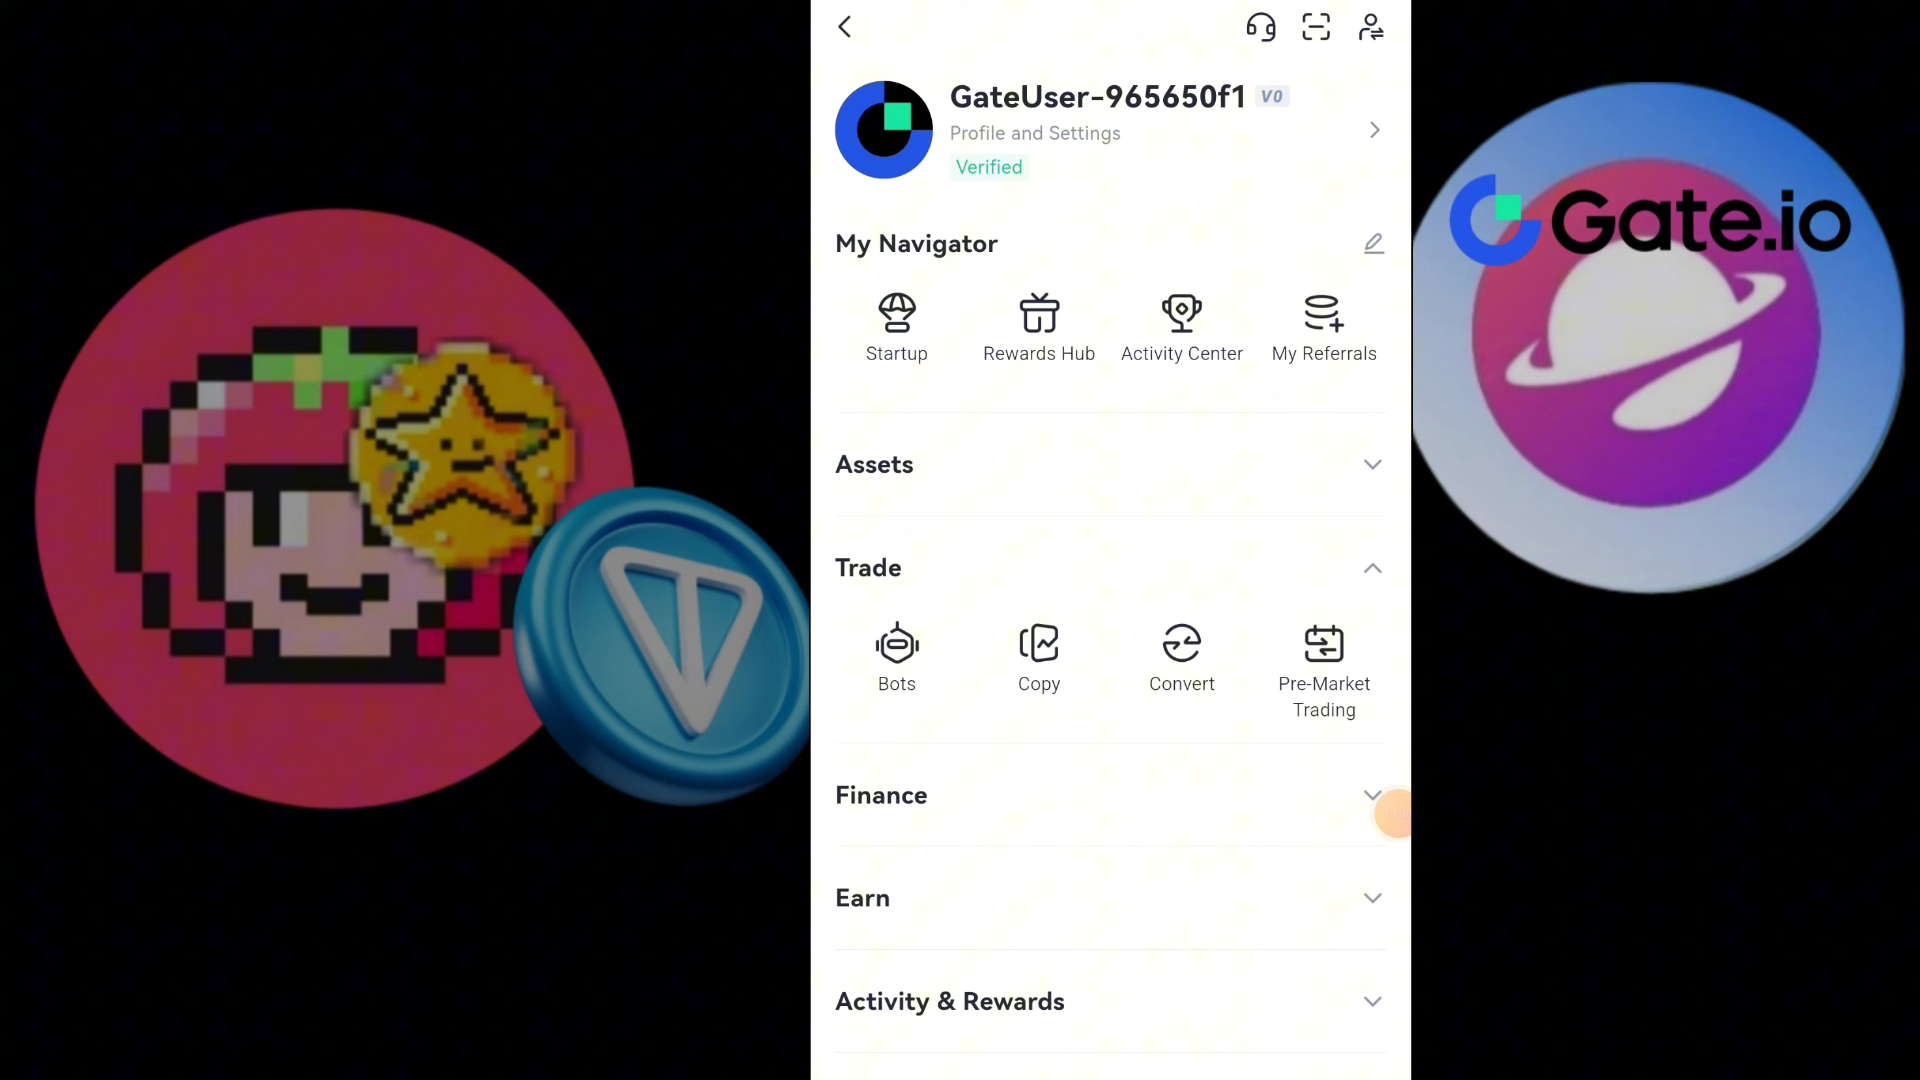 GateUser-965650f1 V0
Profile and Settings
Verified
Gate.io
My Navigator
Startup
Rewards Hub
Activity Center
My Referrals
Assets
Trade
Bots
Copy
Convert
Pre-Market
Trading
Finance
Earn
Activity & Rewards